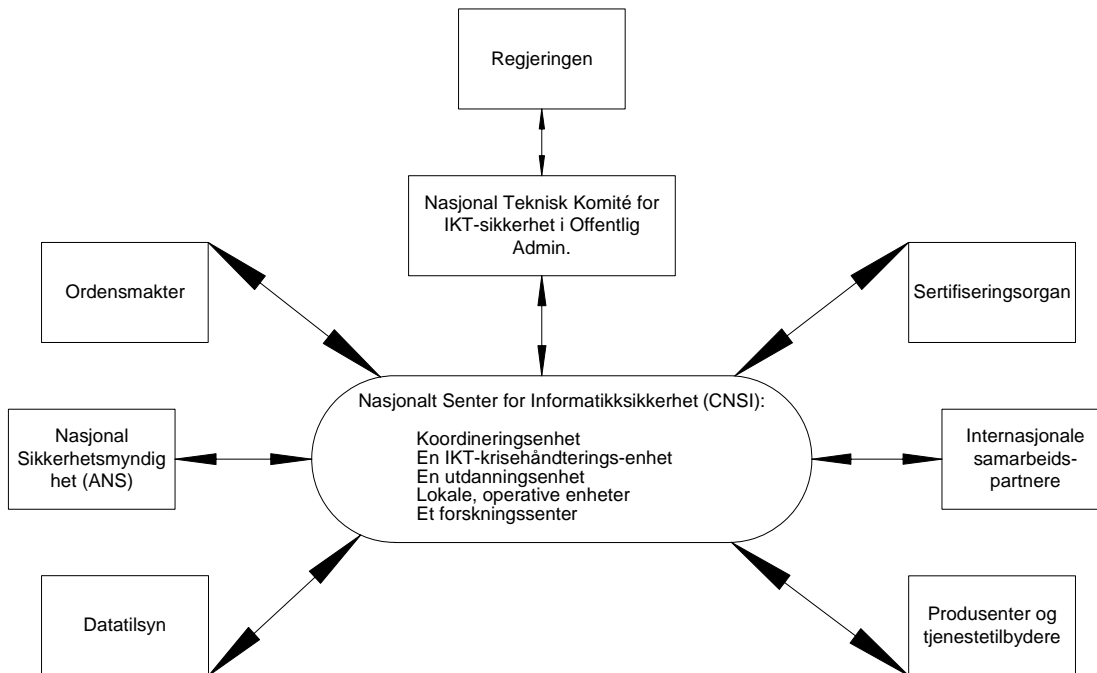 Regjeringen
Nasjonal Teknisk Komité for
IKT-sikkerhet i Offentlig
Admin.
Ordensmakter
Sertifiseringsorgan
Nasjonalt Senter for Informatikksikkerhet (CNSI):
Koordineringsenhet
En IKT-krisehåndterings-enhet
En utdanningsenhet
Lokale, operative enheter
Et forskningssenter
Nasjonal
Sikkerhetsmyndig
het (ANS)
Internasjonale
samarbeids-
partnere
Datatilsyn
Produsenter og
tjenestetilbydere